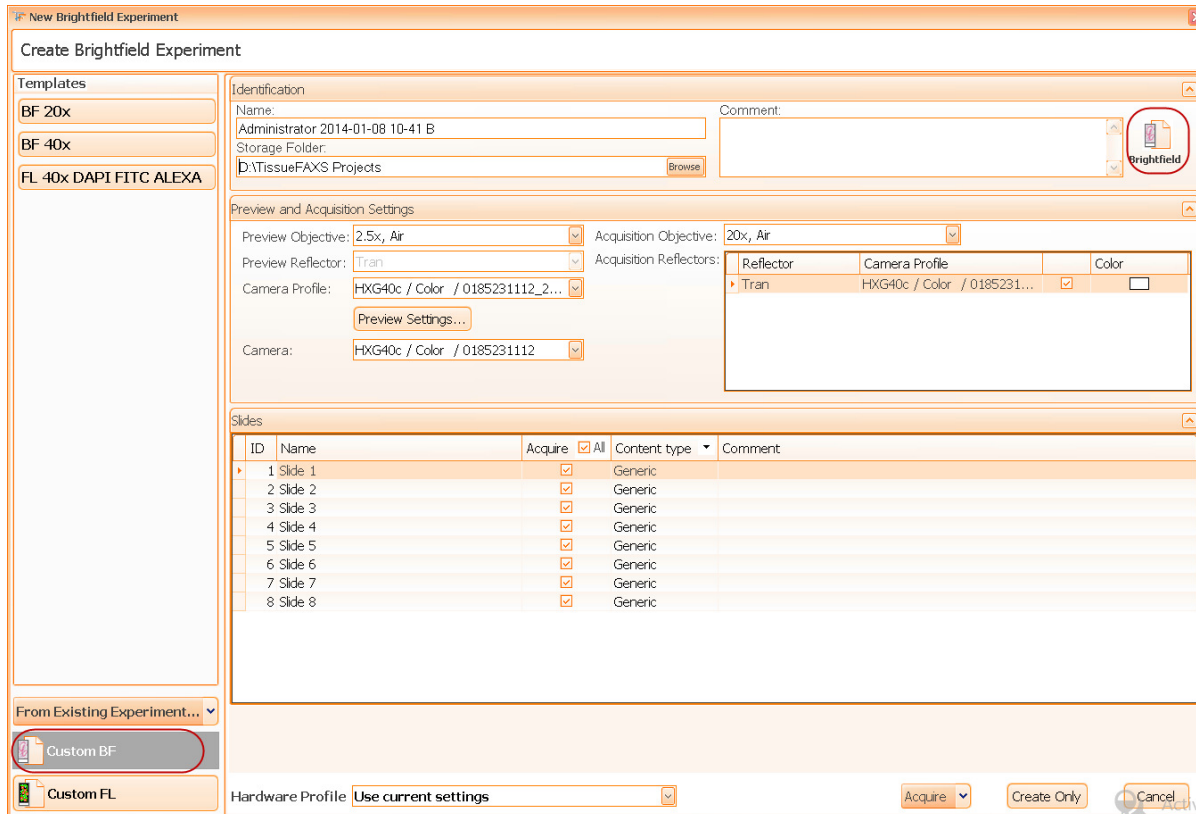 New Brightfield Experiment
Create Brightfield Experiment
Templates
BF 20x
BF 40x
FL 40x DAPI FITC ALEXA
From Existing Experiment...
Custom BF
Custom FL
Identification
Name:
Administrator 2014-01-08 10-41 B
Storage Folder:
D:\TissueFAXS Projects
Browse
Comment:
Brightfield
Preview and Acquisition Settings
Preview Objective: 2.5x, Air
Preview Reflector: Tran
Camera Profile: HXG40c / Color / 0185231112_2...
Preview Settings...
Camera: HXG40c / Color / 0185231112
Acquisition Objective: 20x, Air
Acquisition Reflectors:
Reflector Camera Profile Color
Tran HXG40c / Color / 0185231...
Slides
ID Name Acquire All Content type Comment
1 Slide 1 Generic
2 Slide 2 Generic
3 Slide 3 Generic
4 Slide 4 Generic
5 Slide 5 Generic
6 Slide 6 Generic
7 Slide 7 Generic
8 Slide 8 Generic
Hardware Profile Use current settings
Acquire
Create Only
Cancel
Activ